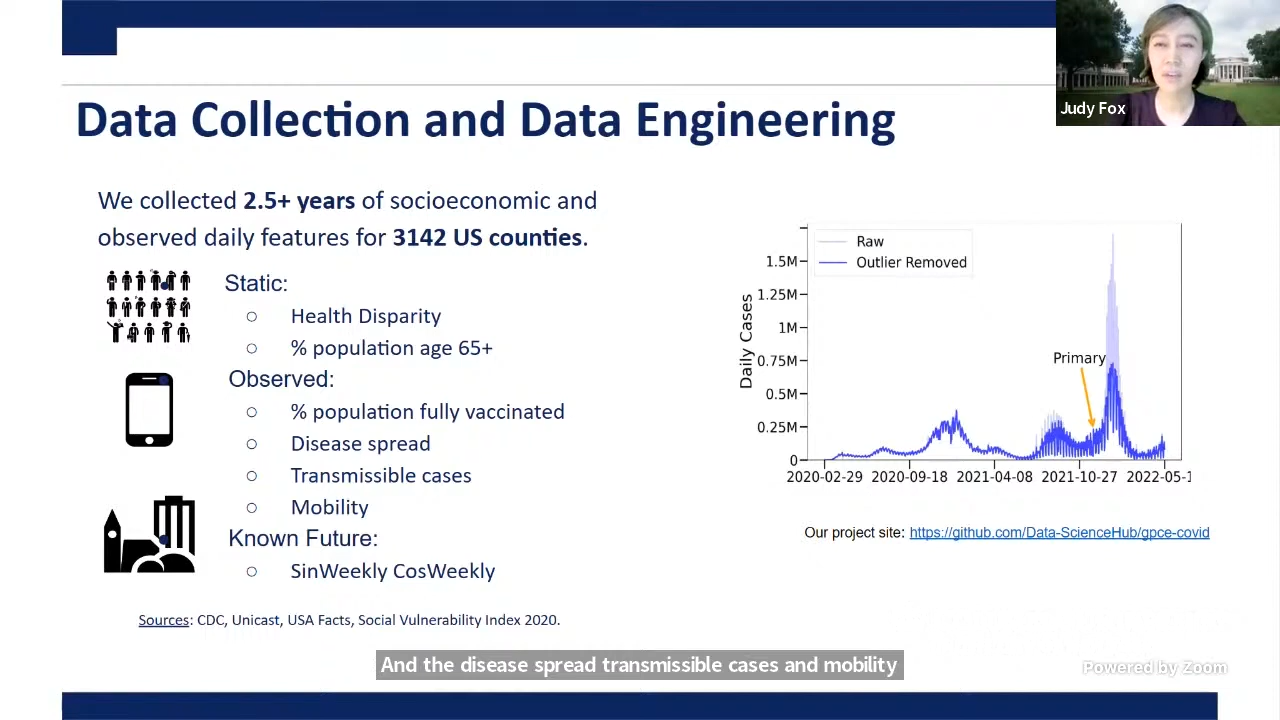 Judy Fox
Data Collection and Data Engineering
We collected 2.5+ years of socioeconomic and
observed daily features for 3142 US counties.
Static:
○ Health Disparity
○ % population age 65+
Observed:
○ % population fully vaccinated
○ Disease spread
○ Transmissible cases
○ Mobility
Known Future:
○ SinWeekly CosWeekly
Sources: CDC, Unicast, USA Facts, Social Vulnerability Index 2020.
Raw
Outlier Removed
Daily Cases
1.5M
1.25M
1M
0.75M
0.5M
0.25M
0
Primary
2020-02-29 2020-09-18 2021-04-08 2021-10-27 2022-05-1
Our project site: https://github.com/Data-ScienceHub/gpce-covid
And the disease spread transmissible cases and mobility
Powered by Zoom